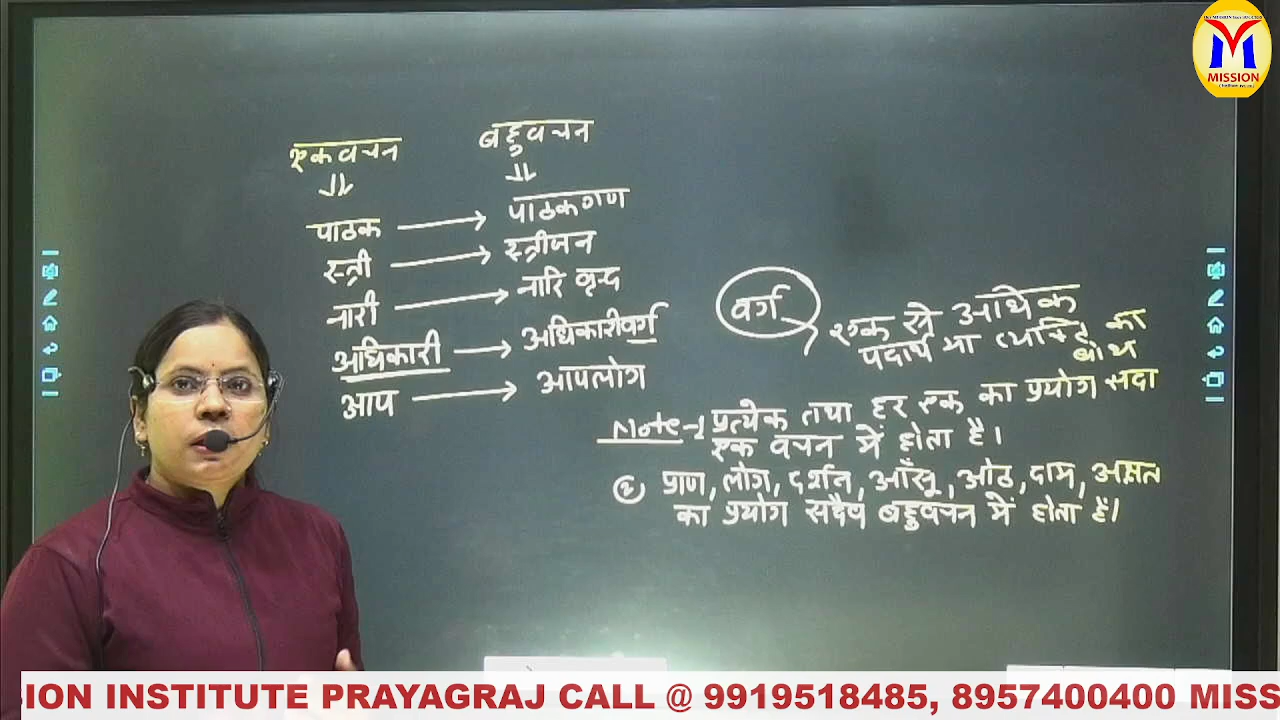 MISSION
एकवचन
बहुवचन
पाठक → पाठकगण
स्त्री → स्त्रीजन
नारी → नारि वृन्द
अधिकारी → अधिकारीवर्ग
आप → आपलोग
वर्ग
एक से अधिक
पदार्थ या व्यक्ति का
बोध
Note-1 प्रत्येक तथा हर एक का प्रयोग सदा
एक वचन में होता है।
② प्राण, लोग, दर्शन, आँसू, ओठ, दाम, अक्षत
का प्रयोग सदैव बहुवचन में होता हैं।
SION INSTITUTE PRAYAGRAJ CALL @ 9919518485, 8957400400 MISS